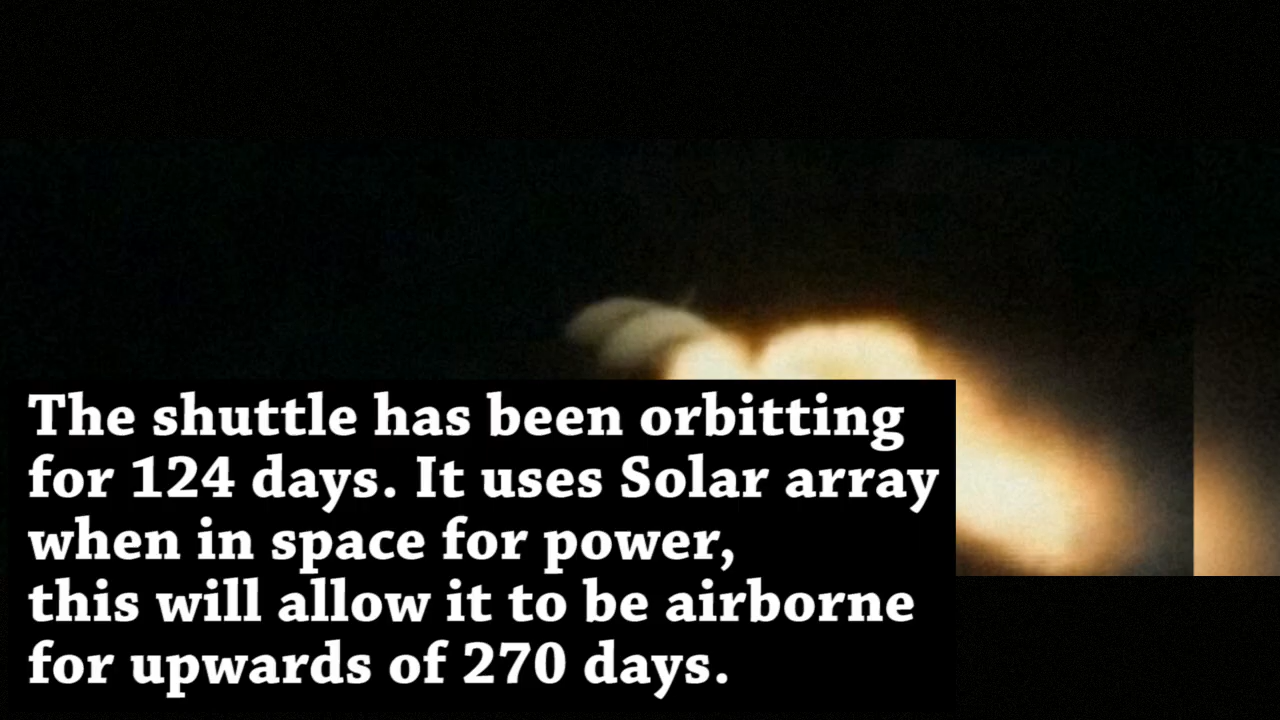 The shuttle has been orbitting
for 124 days. It uses Solar array
when in space for power,
this will allow it to be airborne
for upwards of 270 days.